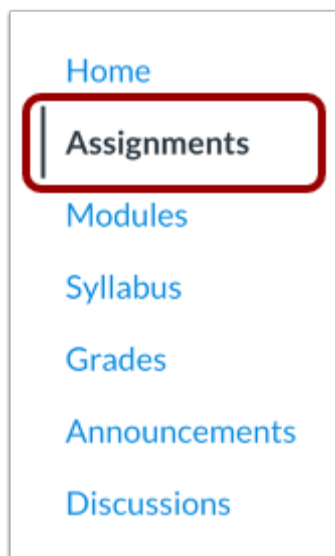 Home
Assignments
Modules
Syllabus
Grades
Announcements
Discussions